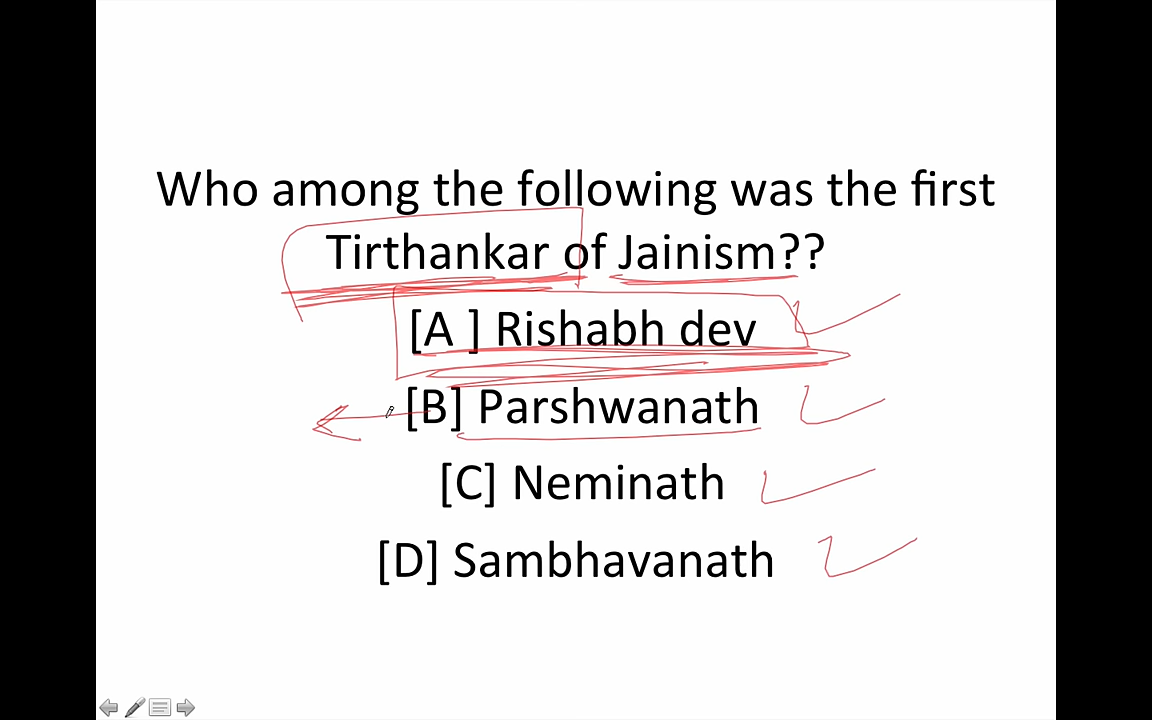 Who among the following was the first
Tirthankar of Jainism??
[A ] Rishabh dev
[B] Parshwanath
[C] Neminath
[D] Sambhavanath